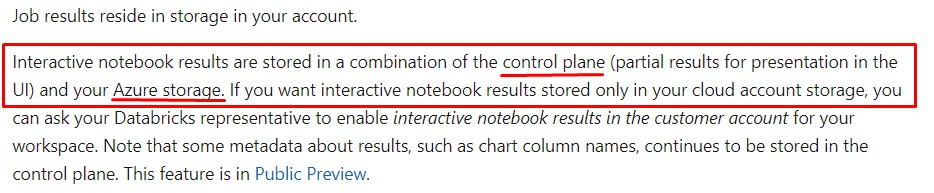 Job results reside in storage in your account.
Interactive notebook results are stored in a combination of the control plane (partial results for presentation in the
UI) and your Azure storage. If you want interactive notebook results stored only in your cloud account storage, you
can ask your Databricks representative to enable interactive notebook results in the customer account for your
workspace. Note that some metadata about results, such as chart column names, continues to be stored in the
control plane. This feature is in Public Preview.